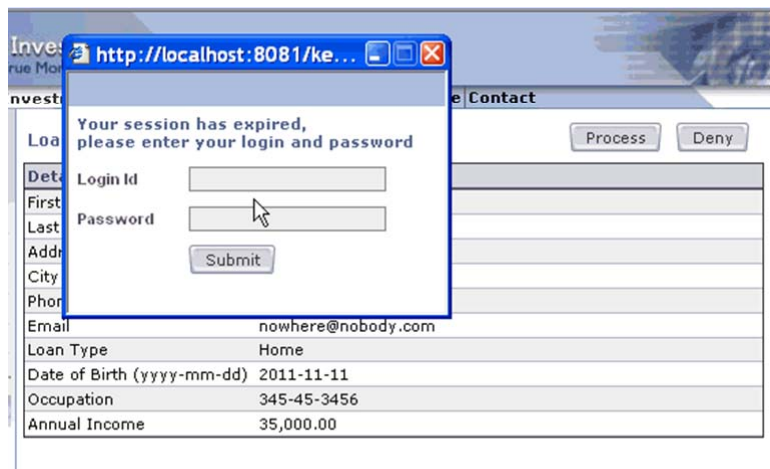 Inve
http://localhost:8081/ke...
rue Mor
nvest
e Contact
Your session has expired,
please enter your login and password
Loa
Process
Deny
Deta
Login Id
First
Password
Last
Addr
Submit
City
Phor
Email nowhere@nobody.com
Loan Type Home
Date of Birth (yyyy-mm-dd) 2011-11-11
Occupation 345-45-3456
Annual Income 35,000.00